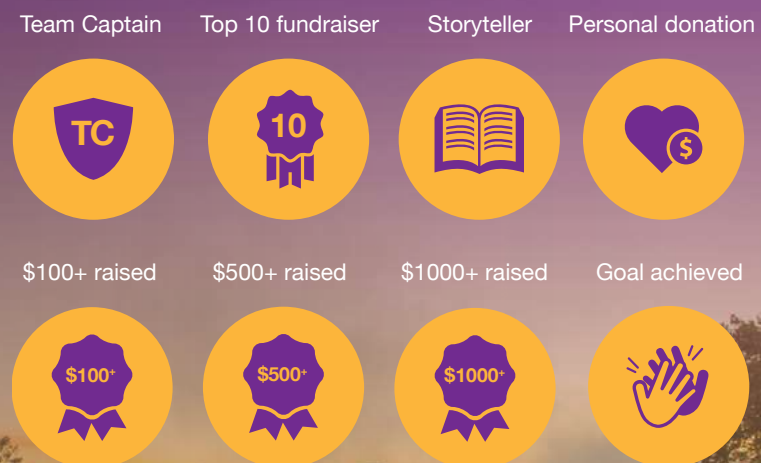 Team Captain
Top 10 fundraiser
Storyteller
Personal donation
TC
10
$
$100+ raised
$500+ raised
$1000+ raised
Goal achieved
$100+
$500+
$1000+